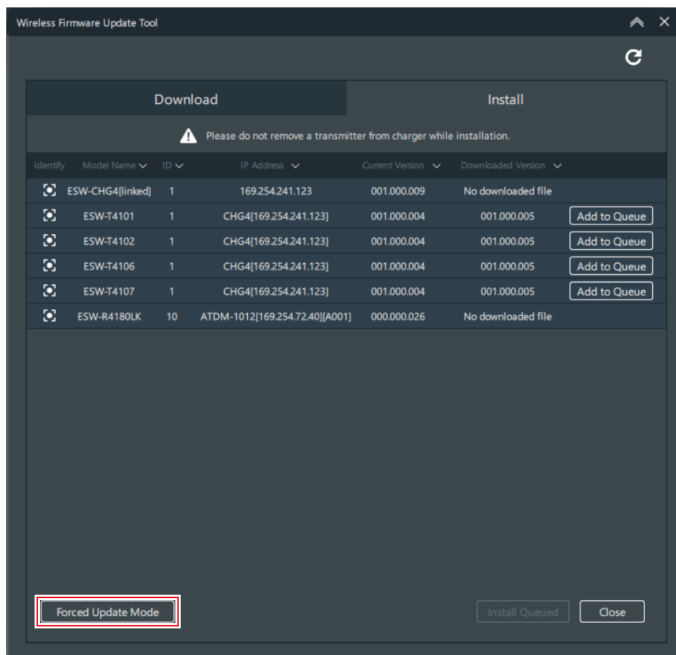 Wireless Firmware Update Tool
Download Install
Please do not remove a transmitter from charger while installation.
Identify Model Name ID IP Address Current Version Downloaded Version
ESW-CHG4[linked] 1 169.254.241.123 001.000.009 No downloaded file
ESW-T4101 1 CHG4[169.254.241.123] 001.000.004 001.000.005 Add to Queue
ESW-T4102 1 CHG4[169.254.241.123] 001.000.004 001.000.005 Add to Queue
ESW-T4106 1 CHG4[169.254.241.123] 001.000.004 001.000.005 Add to Queue
ESW-T4107 1 CHG4[169.254.241.123] 001.000.004 001.000.005 Add to Queue
ESW-R4180LK 10 ATDM-1012[169.254.72.40][A001] 000.000.026 No downloaded file
Forced Update Mode Install Queued Close